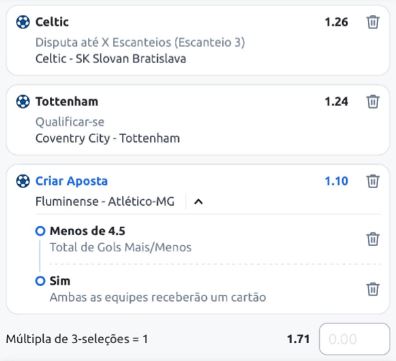 Celtic 1.26
Disputa até X Escanteios (Escanteio 3)
Celtic - SK Slovan Bratislava
Tottenham 1.24
Qualificar-se
Coventry City - Tottenham
Criar Aposta 1.10
Fluminense - Atlético-MG
Menos de 4.5
Total de Gols Mais/Menos
Sim
Ambas as equipes receberão um cartão
Múltipla de 3-seleções = 1 1.71 0.00